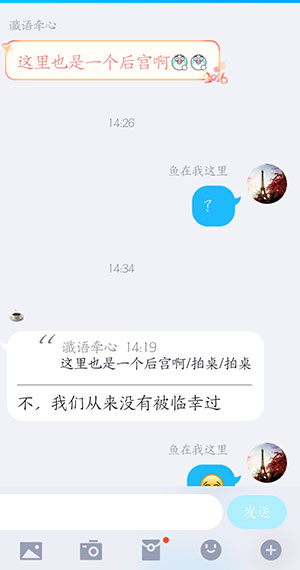 谶语牵心
这里也是一个后宫啊
2016
14:26
鱼在我这里
?
14:34
谶语牵心 14:19
这里也是一个后宫啊/拍桌/拍桌
不,我们从来没有被临幸过
鱼在我这里
发送